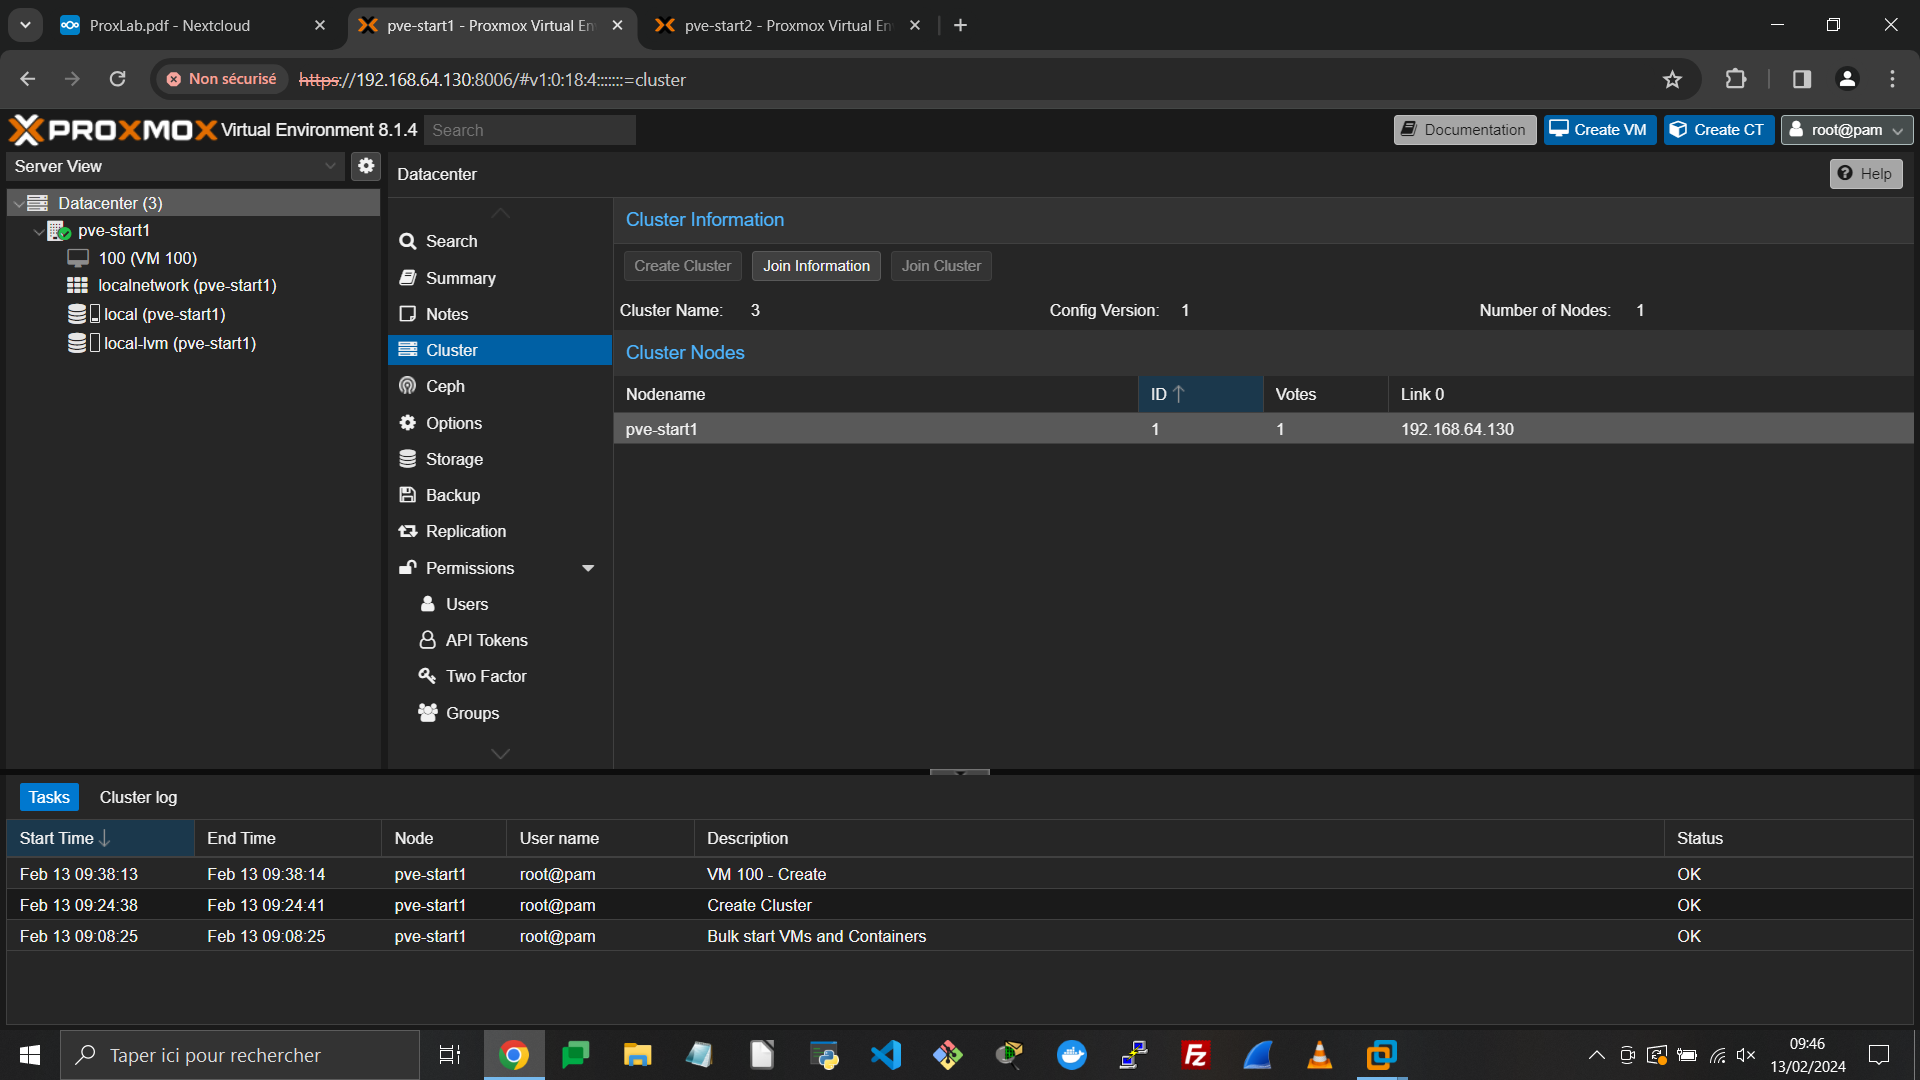 ProxLab.pdf - Nextcloud
pve-start1 - Proxmox Virtual En
pve-start2 - Proxmox Virtual En
Non sécurisé https://192.168.64.130:8006/#v1:0:18:4:::::::=cluster
PROXMOX Virtual Environment 8.1.4 Search Documentation Create VM Create CT root@pam
Server View
Datacenter (3)
pve-start1
100 (VM 100)
localnetwork (pve-start1)
local (pve-start1)
local-lvm (pve-start1)
Datacenter Help
Search
Summary
Notes
Cluster
Ceph
Options
Storage
Backup
Replication
Permissions
Users
API Tokens
Two Factor
Groups
Cluster Information
Create Cluster Join Information Join Cluster
Cluster Name: 3 Config Version: 1 Number of Nodes: 1
Cluster Nodes
Nodename ID Votes Link 0
pve-start1 1 1 192.168.64.130
Tasks Cluster log
Start Time End Time Node User name Description Status
Feb 13 09:38:13 Feb 13 09:38:14 pve-start1 root@pam VM 100 - Create OK
Feb 13 09:24:38 Feb 13 09:24:41 pve-start1 root@pam Create Cluster OK
Feb 13 09:08:25 Feb 13 09:08:25 pve-start1 root@pam Bulk start VMs and Containers OK
Taper ici pour rechercher
09:46
13/02/2024